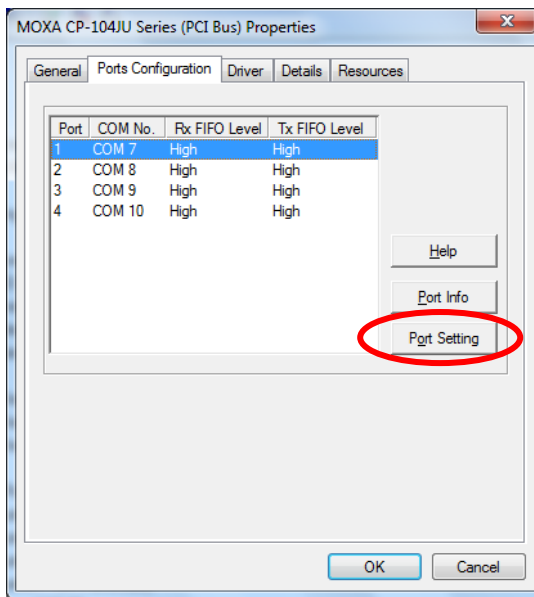 MOXA CP-104JU Series (PCI Bus) Properties
General Ports Configuration Driver Details Resources
Port COM No. Rx FIFO Level Tx FIFO Level
1 COM 7 High High
2 COM 8 High High
3 COM 9 High High
4 COM 10 High High
Help
Port Info
Port Setting
OK Cancel